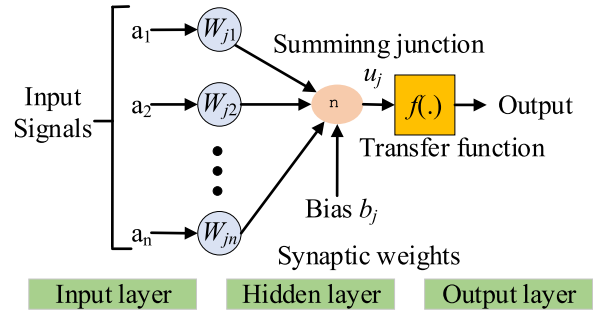 a1
Wj1
Summinng junction
uj
Input
Signals
a2
Wj2
n
f(.)
Output
Transfer function
Bias bj
an
Wjn
Synaptic weights
Input layer
Hidden layer
Output layer